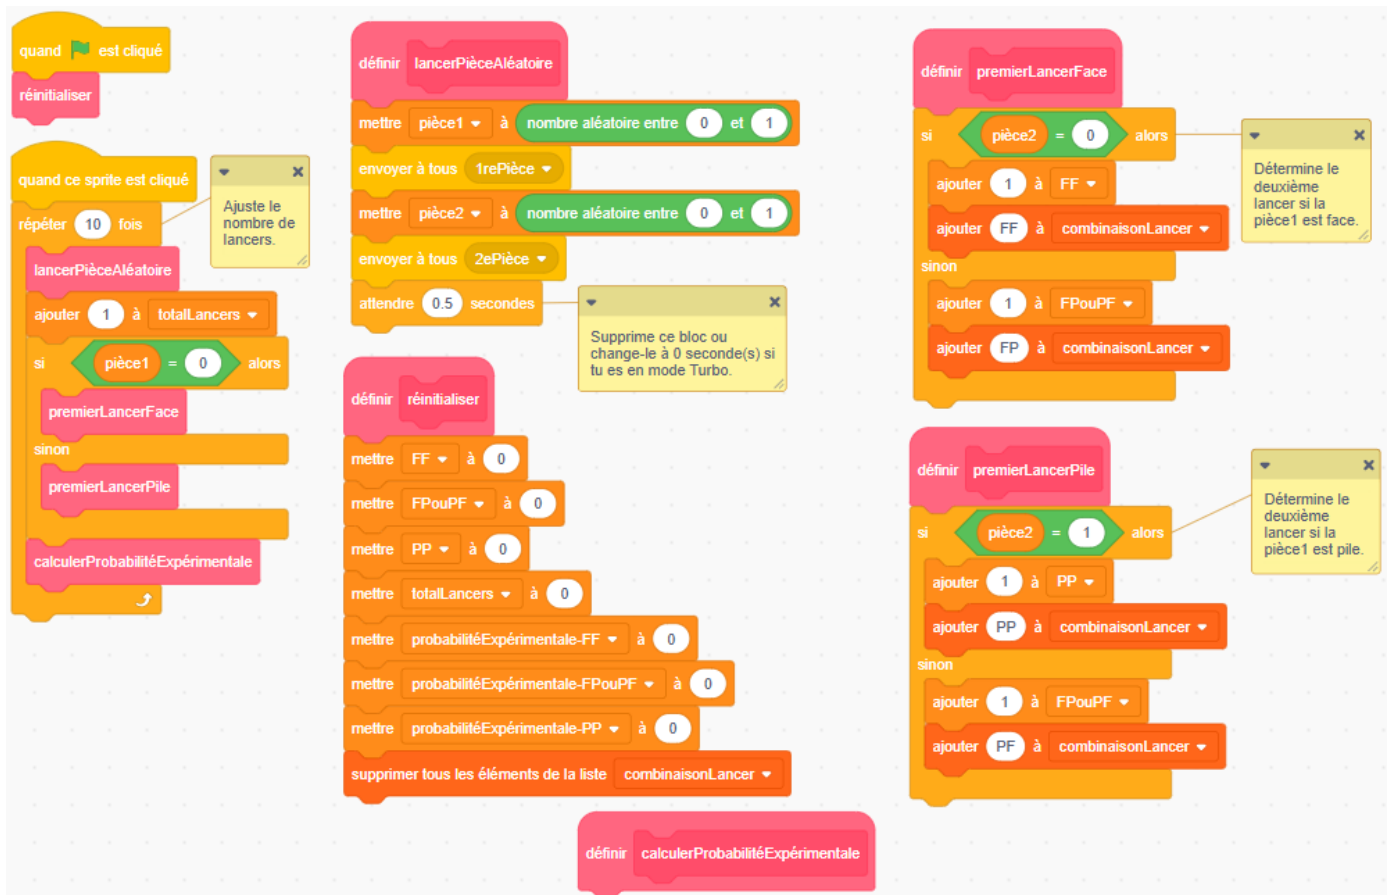 quand est cliqué
réinitialiser
quand ce sprite est cliqué
répéter 10 fois
lancerPièceAléatoire
ajouter 1 à totalLancers
si pièce1 = 0 alors
premierLancerFace
sinon
premierLancerPile
calculerProbabilitéExpérimentale
Ajuste le
nombre de
lancers.
définir lancerPièceAléatoire
mettre pièce1 à nombre aléatoire entre 0 et 1
envoyer à tous 1rePièce
mettre pièce2 à nombre aléatoire entre 0 et 1
envoyer à tous 2ePièce
attendre 0.5 secondes
Supprime ce bloc ou
change-le à 0 seconde(s) si
tu es en mode Turbo.
définir réinitialiser
mettre FF à 0
mettre FPouPF à 0
mettre PP à 0
mettre totalLancers à 0
mettre probabilitéExpérimentale-FF à 0
mettre probabilitéExpérimentale-FPouPF à 0
mettre probabilitéExpérimentale-PP à 0
supprimer tous les éléments de la liste combinaisonLancer
définir calculerProbabilitéExpérimentale
définir premierLancerFace
si pièce2 = 0 alors
ajouter 1 à FF
ajouter FF à combinaisonLancer
sinon
ajouter 1 à FPouPF
ajouter FP à combinaisonLancer
Détermine le
deuxième
lancer si la
pièce1 est face.
définir premierLancerPile
si pièce2 = 1 alors
ajouter 1 à PP
ajouter PP à combinaisonLancer
sinon
ajouter 1 à FPouPF
ajouter PF à combinaisonLancer
Détermine le
deuxième
lancer si la
pièce1 est pile.